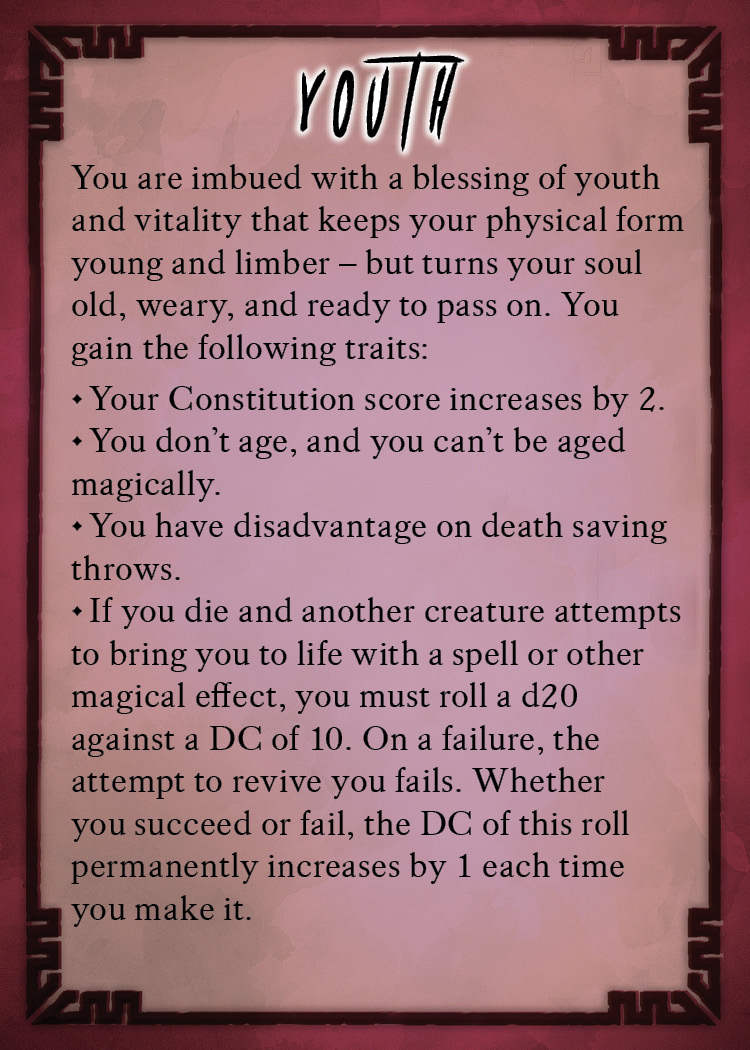 YOUTH
You are imbued with a blessing of youth
and vitality that keeps your physical form
young and limber – but turns your soul
old, weary, and ready to pass on. You
gain the following traits:
• Your Constitution score increases by 2.
• You don’t age, and you can’t be aged
magically.
• You have disadvantage on death saving
throws.
• If you die and another creature attempts
to bring you to life with a spell or other
magical effect, you must roll a d20
against a DC of 10. On a failure, the
attempt to revive you fails. Whether
you succeed or fail, the DC of this roll
permanently increases by 1 each time
you make it.